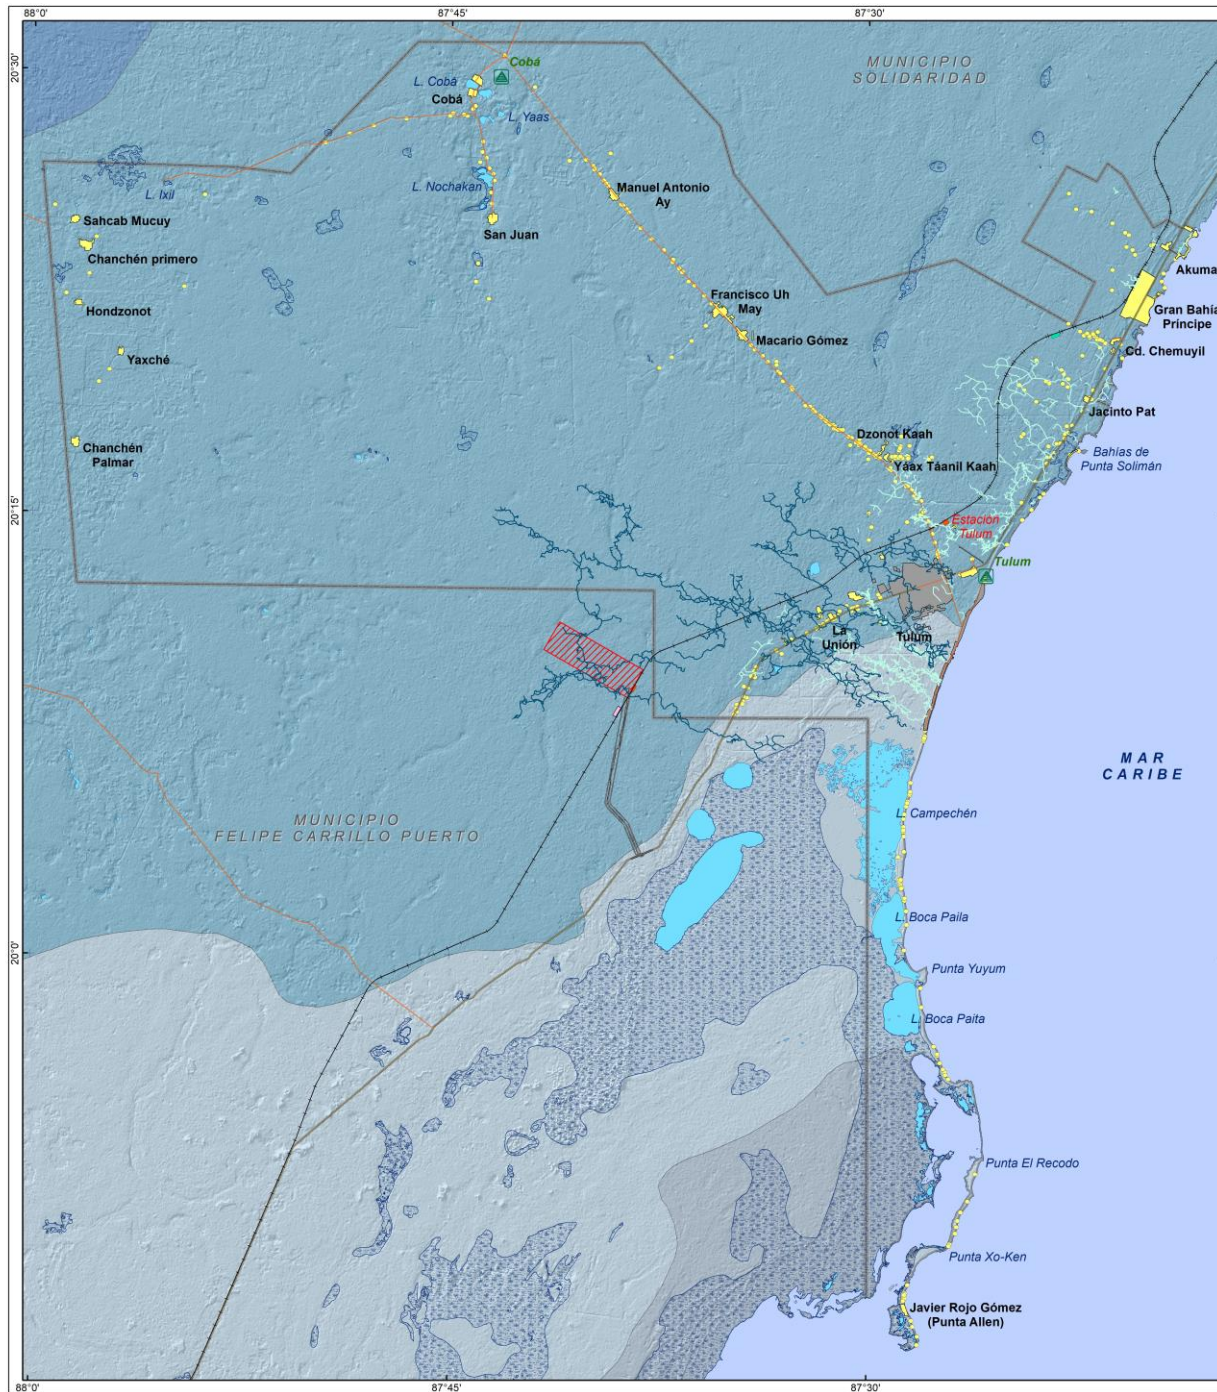 88°0'
87°45'
87°30'
20°30'
Cobá
MUNICIPIO
SOLIDARIDAD
L. Cobá
Cobá
L. Yaas
L. Ixil
L. Nochakan
Manuel Antonio
Ay
Sahcab Mucuy
San Juan
Chanchén primero
Akuma
Hondzonot
Francisco Uh
May
Gran Bahía
Príncipe
Macario Gómez
Yaxché
Cd. Chemuyil
Jacinto Pat
Chanchén
Palmar
Dzonot Kaah
Yáax Táanil Kaah
Bahías de
Punta Solimán
20°15'
Estación
Tulum
Tulum
La
Unión
Tulum
MAR
CARIBE
MUNICIPIO
FELIPE CARRILLO PUERTO
L. Campechén
L. Boca Paila
20°0'
Punta Yuyum
L. Boca Paita
Punta El Recodo
Punta Xo-Ken
Javier Rojo Gómez
(Punta Allen)
88°0'
87°45'
87°30'